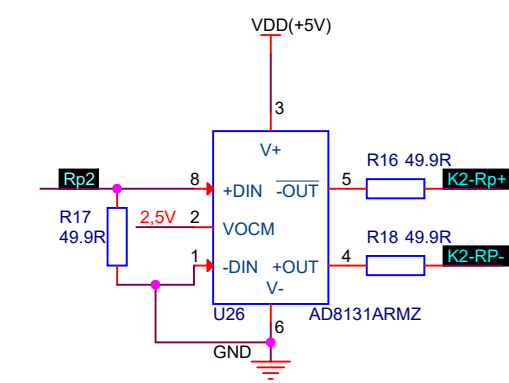 VDD(+5V)
3
V+
R16 49.9R
Rp2
8
+DIN
-OUT
5
K2-Rp+
R17
49.9R
2,5V
2
VOCM
1
-DIN
+OUT
4
R18 49.9R
K2-RP-
V-
U26
AD8131ARMZ
6
GND